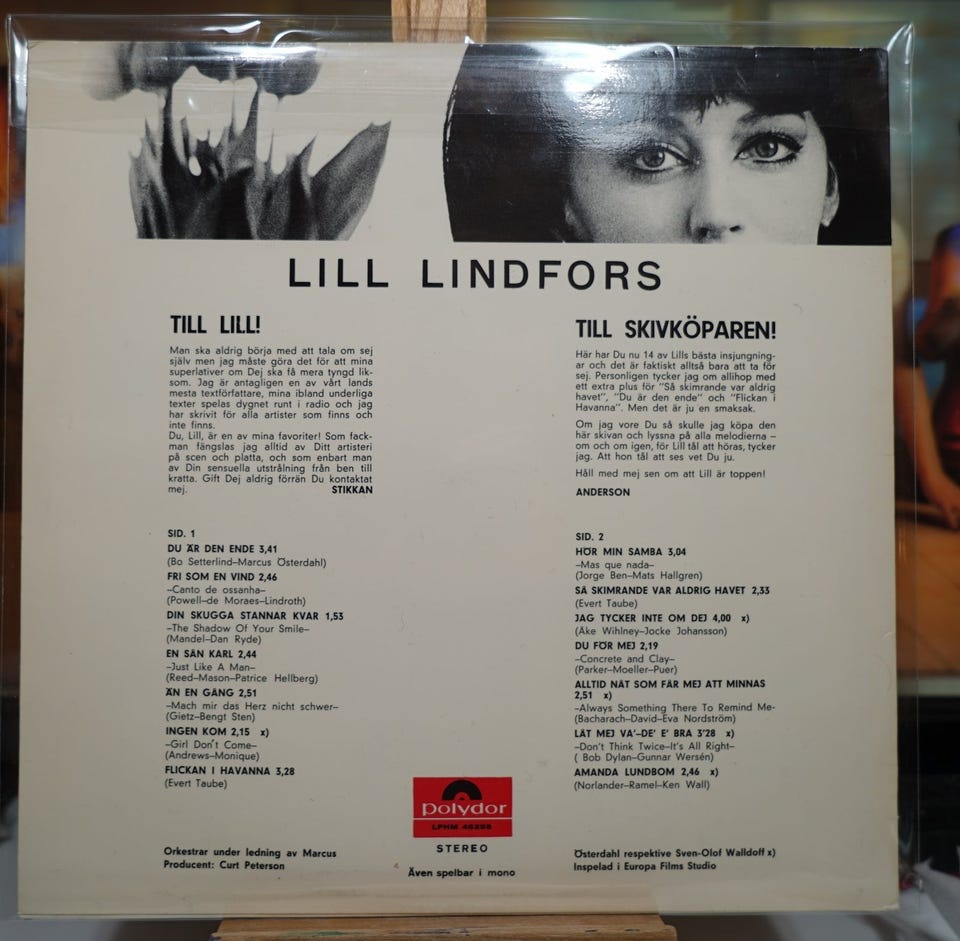 LILL LINDFORS
TILL LILL!
Man ska aldrig börja med att tala om sej
själv men jag måste göra det för att mina
superlativer om Dej ska få mera tyngd lik-
som. Jag är antagligen en av vårt lands
mesta textförfattare, mina ibland underliga
texter spelas dygnet runt i radio och jag
har skrivit för alla artister som finns och
inte finns.
Du, Lill, är en av mina favoriter! Som fack-
man fängslas jag alltid av Ditt artisteri
på scen och platta, och som enbart man
av Din sensuella utstrålning från ben till
kratta. Gift Dej aldrig förrän Du kontaktat
mej. STIKKAN
TILL SKIVKÖPAREN!
Här har Du nu 14 av Lills bästa insjungning-
ar och det är faktiskt alltså bara att ta för
sej. Personligen tycker jag om allihop med
ett extra plus för "Så skimrande var aldrig
havet", "Du är den ende" och "Flickan i
Havanna". Men det är ju en smaksak.
Om jag vore Du så skulle jag köpa den
här skivan och lyssna på alla melodierna –
om och om igen, för Lill tål att höras, tycker
jag. Att hon tål att ses vet Du ju.
Håll med mej sen om att Lill är toppen!
ANDERSON
SID. 1
DU ÄR DEN ENDE 3,41
(Bo Setterlind–Marcus Österdahl)
FRI SOM EN VIND 2,46
–Canto de ossanha–
(Powell–de Moraes–Lindroth)
DIN SKUGGA STANNAR KVAR 1,53
–The Shadow Of Your Smile–
(Mandel–Dan Ryde)
EN SÅN KARL 2,44
–Just Like A Man–
(Reed–Mason–Patrice Hellberg)
ÄN EN GÅNG 2,51
–Mach mir das Herz nicht schwer–
(Gietz–Bengt Sten)
INGEN KOM 2,15 x)
–Girl Don't Come–
(Andrews–Monique)
FLICKAN I HAVANNA 3,28
(Evert Taube)
SID. 2
HÖR MIN SAMBA 3,04
–Mas que nada–
(Jorge Ben–Mats Hallgren)
SÅ SKIMRANDE VAR ALDRIG HAVET 2,33
(Evert Taube)
JAG TYCKER INTE OM DEJ 4,00 x)
(Åke Wihlney–Jocke Johansson)
DU FÖR MEJ 2,19
–Concrete and Clay–
(Parker–Moeller–Puer)
ALLTID NÅT SOM FÅR MEJ ATT MINNAS
2,51 x)
–Always Something There To Remind Me-
(Bacharach–David–Eva Nordström)
LÅT MEJ VA'–DE' E' BRA 3'28 x)
–Don't Think Twice–It's All Right–
( Bob Dylan–Gunnar Wersén)
AMANDA LUNDBOM 2,46 x)
(Norlander–Ramel–Ken Wall)
polydor
LPHM 46258
STEREO
Även spelbar i mono
Orkestrar under ledning av Marcus
Producent: Curt Peterson
Österdahl respektive Sven-Olof Walldoff x)
Inspelad i Europa Films Studio